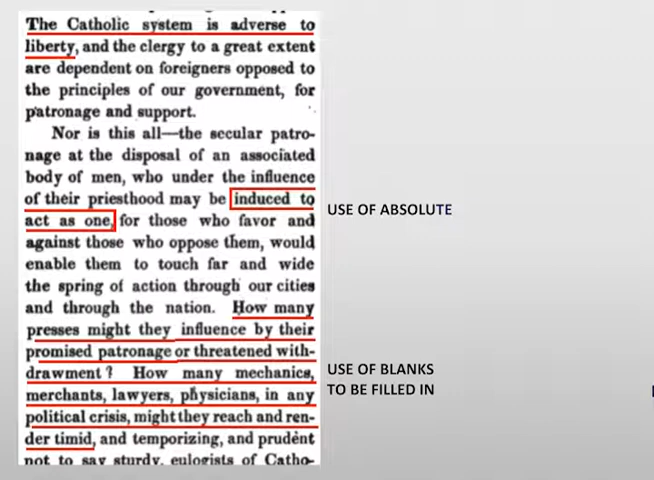 The Catholic system is adverse to
liberty, and the clergy to a great extent
are dependent on foreigners opposed to
the principles of our government, for
patronage and support.
Nor is this all—the secular patro-
nage at the disposal of an associated
body of men, who under the influence
of their priesthood may be induced to
act as one, for those who favor and
against those who oppose them, would
enable them to touch far and wide
the spring of action through our cities
and through the nation. How many
presses might they influence by their
promised patronage or threatened with-
drawment? How many mechanics,
merchants, lawyers, physicians, in any
political crisis, might they reach and ren-
der timid, and temporizing, and prudent
not to say sturdy, eulogists of Catho-
USE OF ABSOLUTE
USE OF BLANKS
TO BE FILLED IN